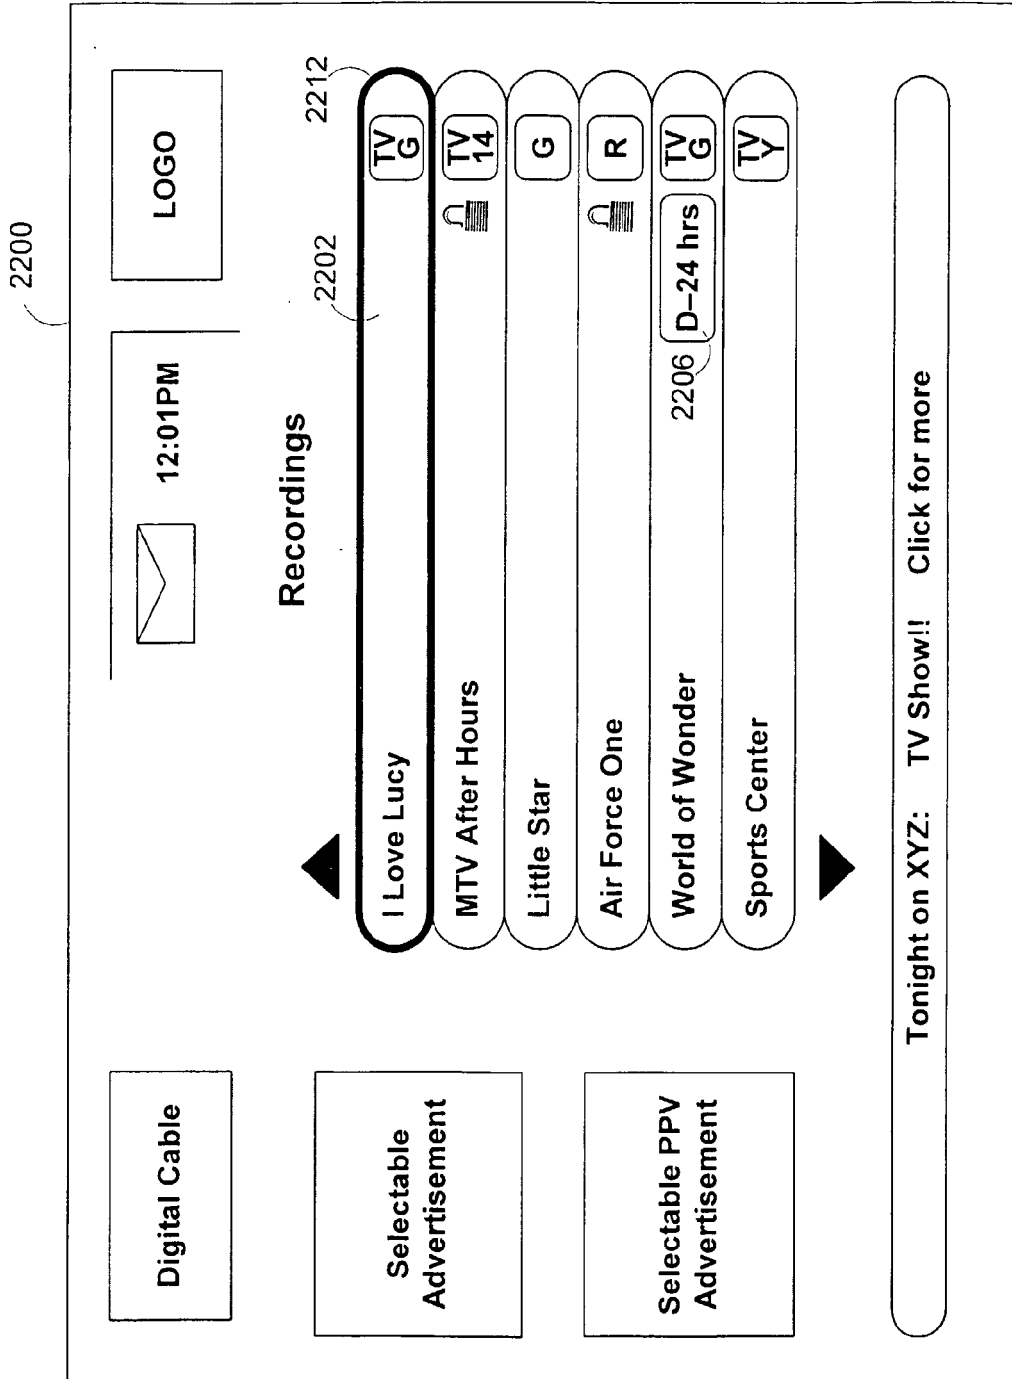 2200
Digital Cable
12:01PM
LOGO
Recordings
2212
2202
I Love Lucy
TV
G
MTV After Hours
TV
14
Little Star
G
Air Force One
R
World of Wonder
2206
D–24 hrs
TV
G
Sports Center
TV
Y
Selectable
Advertisement
Selectable PPV
Advertisement
Tonight on XYZ: TV Show!! Click for more